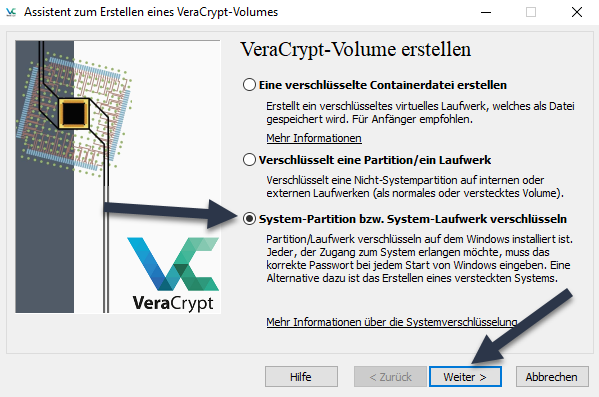 Assistent zum Erstellen eines VeraCrypt-Volumes
VeraCrypt-Volume erstellen
Eine verschlüsselte Containerdatei erstellen
Erstellt ein verschlüsseltes virtuelles Laufwerk, welches als Datei
gespeichert wird. Für Anfänger empfohlen.
Mehr Informationen
Verschlüsselt eine Partition/ein Laufwerk
Verschlüsselt eine Nicht-Systempartition auf internen oder
externen Laufwerken (als normales oder verstecktes Volume).
System-Partition bzw. System-Laufwerk verschlüsseln
Partition/Laufwerk verschlüsseln auf dem Windows installiert ist.
Jeder, der Zugang zum System erlangen möchte, muss das
korrekte Passwort bei jedem Start von Windows eingeben. Eine
Alternative dazu ist das Erstellen eines versteckten Systems.
VeraCrypt
Mehr Informationen über die Systemverschlüsselung
Hilfe
< Zurück
Weiter >
Abbrechen